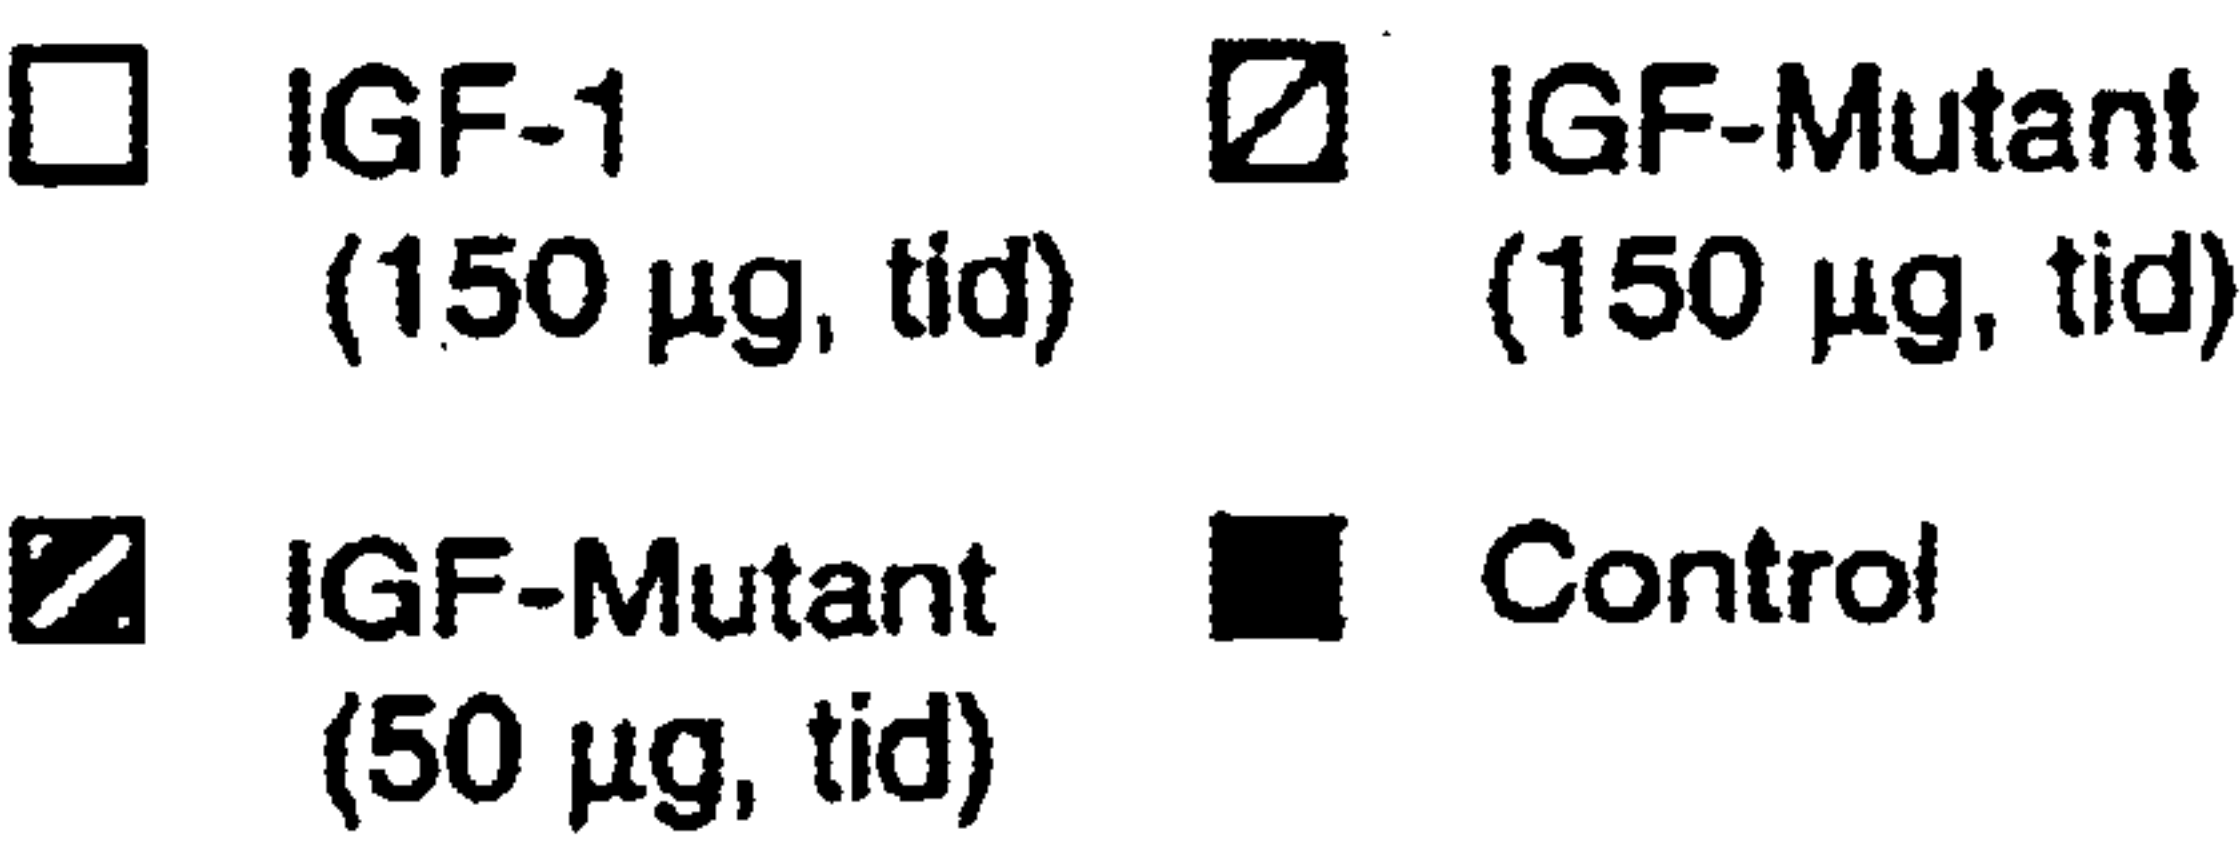 IGF-1
(150 µg, tid)
IGF-Mutant
(150 µg, tid)
IGF-Mutant
(50 µg, tid)
Control